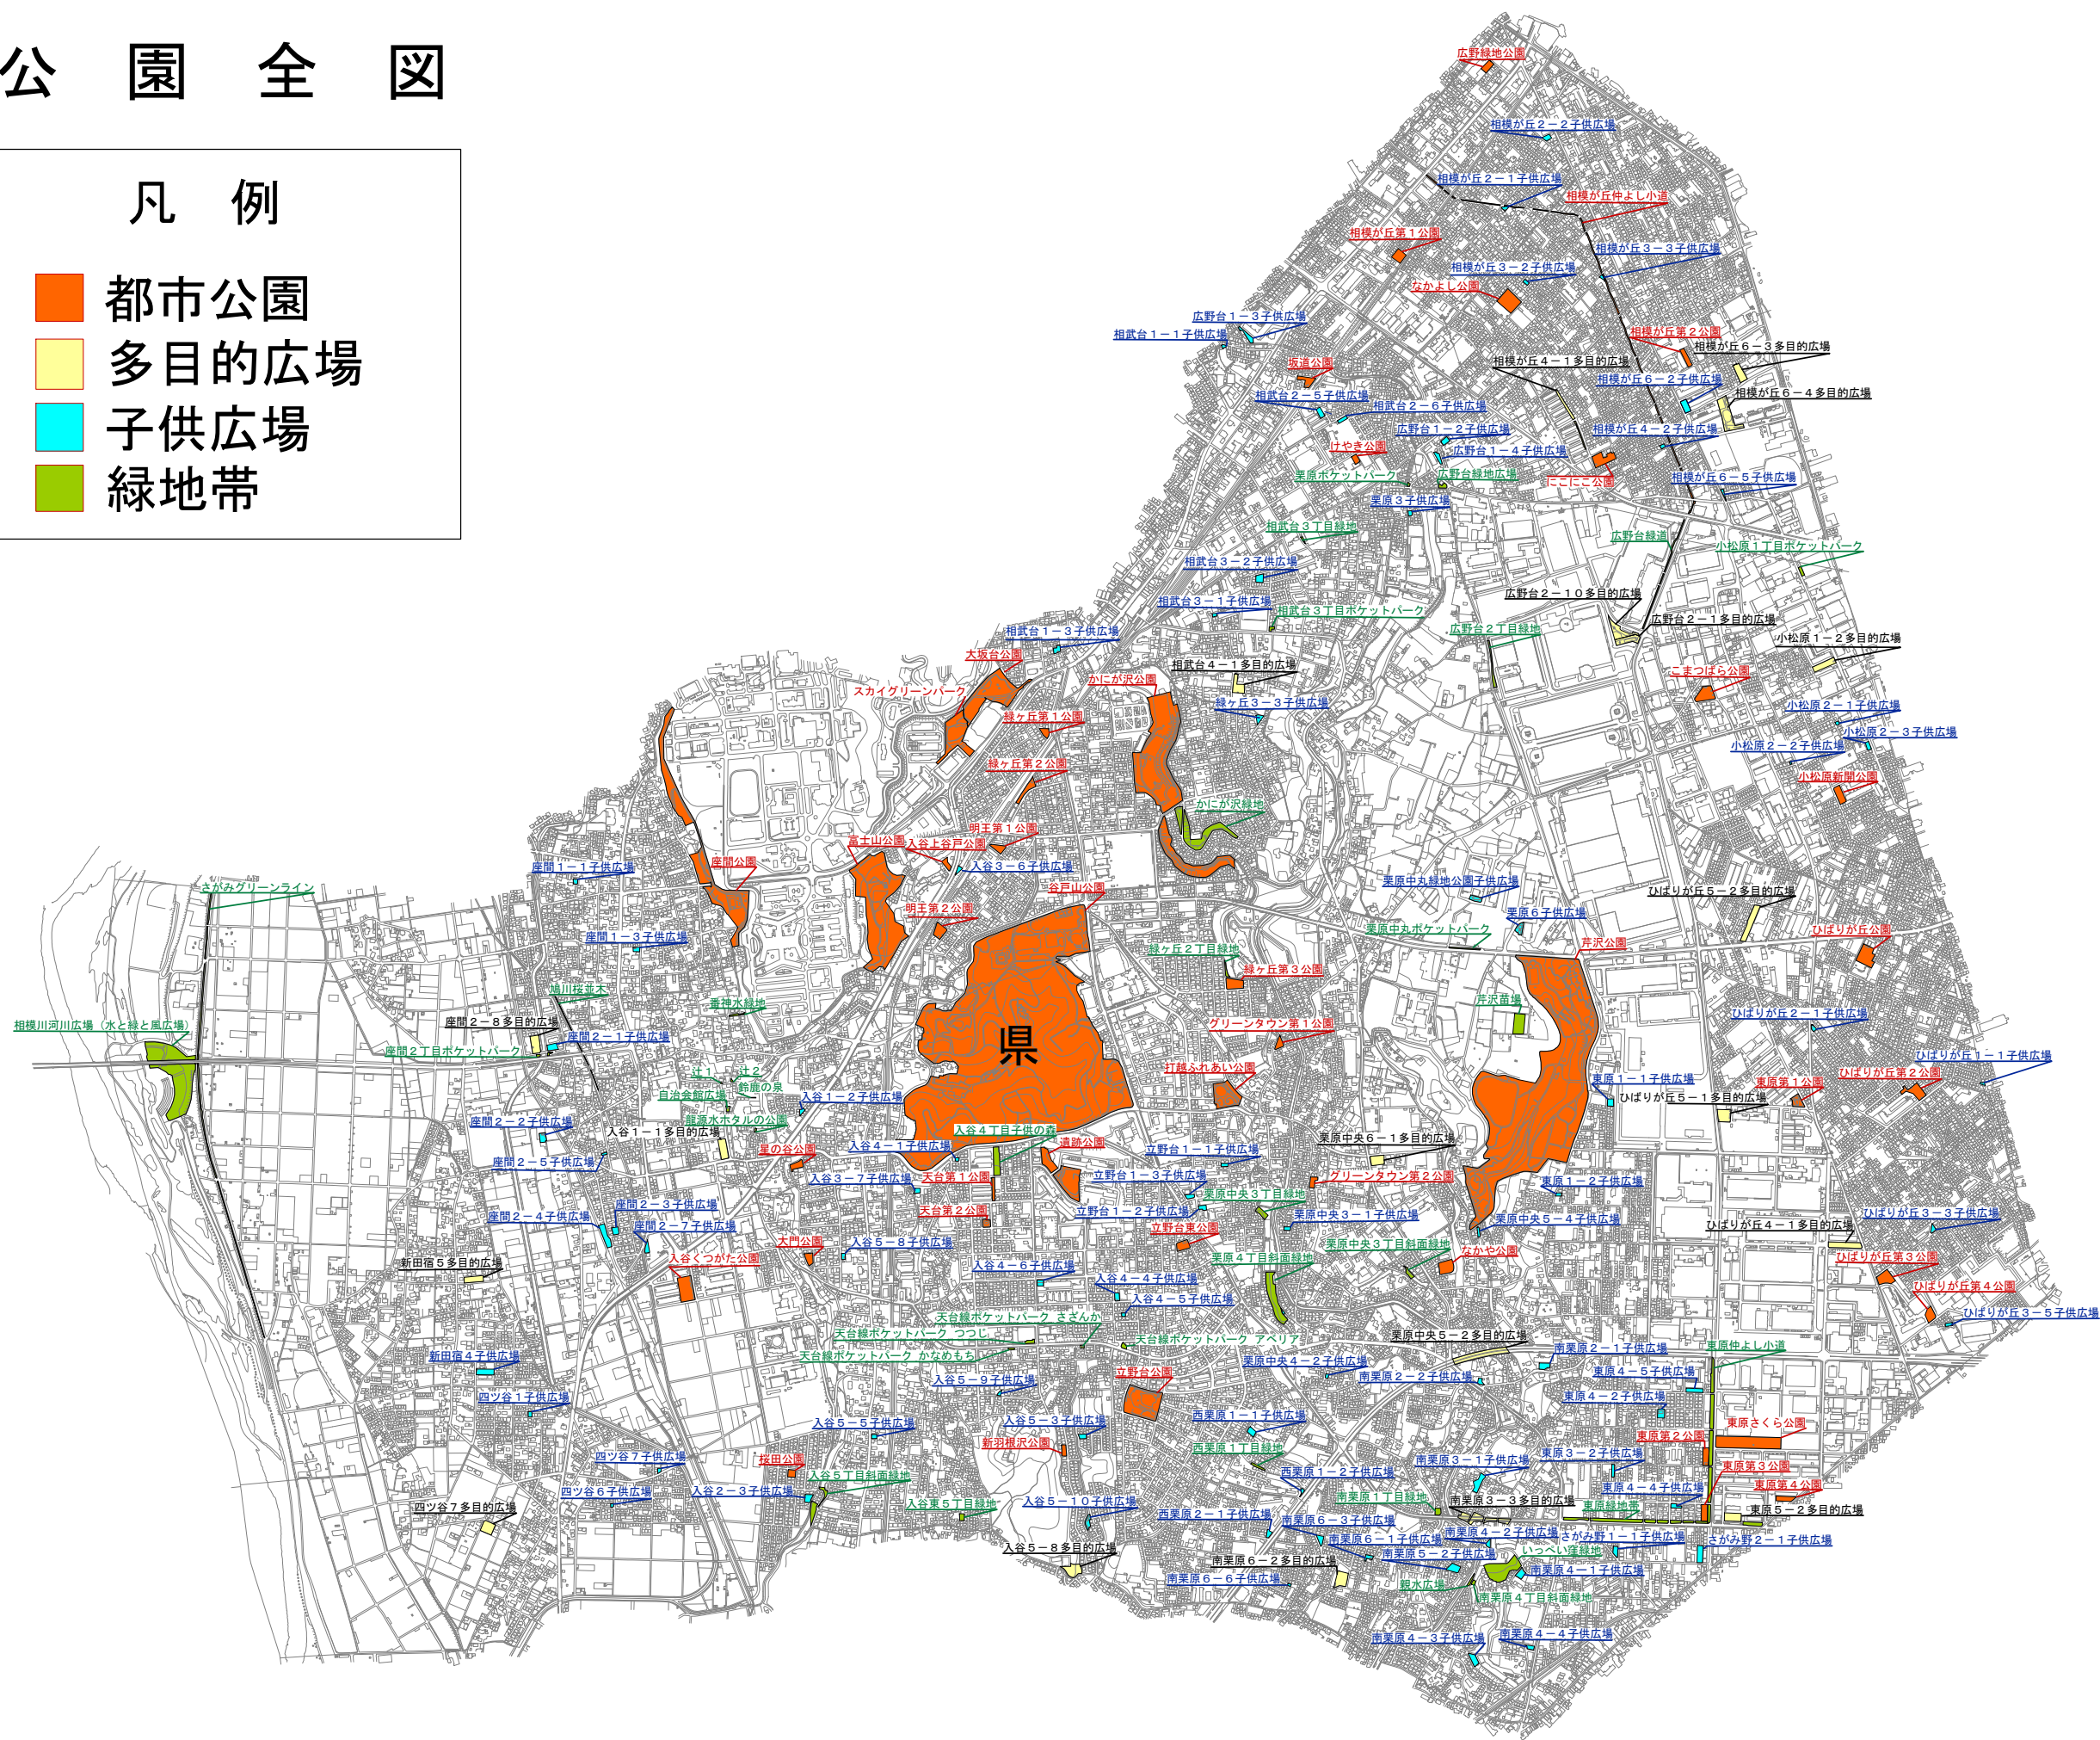 公園全図
凡例
都市公園
多目的広場
子供広場
緑地帯
広野緑地公園
相模が丘２－２子供広場
相模が丘２－１子供広場
相模が丘仲よし小道
相模が丘第１公園
相模が丘３－３子供広場
相模が丘３－２子供広場
なかよし公園
広野台１－３子供広場
相武台１－１子供広場
相模が丘第２公園
相模が丘６－３多目的広場
坂道公園
相模が丘４－１多目的広場
相模が丘６－２子供広場
相武台２－５子供広場
相模が丘６－４多目的広場
相武台２－６子供広場
広野台１－２子供広場
相模が丘４－２子供広場
けやき公園
広野台１－４子供広場
栗原ポケットパーク
広野台緑地広場
にこにこ公園
相模が丘６－５子供広場
栗原３子供広場
相武台３丁目緑地
広野台緑道
小松原１丁目ポケットパーク
相武台３－２子供広場
広野台２－１０多目的広場
相武台３－１子供広場
相武台３丁目ポケットパーク
広野台２－１多目的広場
相武台１－３子供広場
広野台２丁目緑地
小松原１－２多目的広場
大坂台公園
相武台４－１多目的広場
こまつばら公園
かにが沢公園
スカイグリーンパーク
緑ヶ丘３－３子供広場
小松原２－１子供広場
緑ヶ丘第１公園
小松原２－３子供広場
小松原２－２子供広場
緑ヶ丘第２公園
小松原新開公園
かにが沢緑地
明王第１公園
富士山公園
入谷上谷戸公園
座間公園
座間１－１子供広場
入谷３－６子供広場
さがみグリーンライン
谷戸山公園
栗原中丸緑地公園子供広場
ひばりが丘５－２多目的広場
明王第２公園
栗原６子供広場
栗原中丸ポケットパーク
ひばりが丘公園
座間１－３子供広場
芹沢公園
緑ヶ丘２丁目緑地
緑ヶ丘第３公園
鳩川桜並木
番神水緑地
芹沢苗場
ひばりが丘２－１子供広場
座間２－８多目的広場
相模川河川広場（水と緑と風広場）
グリーンタウン第１公園
座間２－１子供広場
県
座間２丁目ポケットパーク
ひばりが丘１－１子供広場
打越ふれあい公園
辻１
辻２
ひばりが丘第２公園
東原１－１子供広場
東原第１公園
鈴鹿の泉
自治会館広場
入谷１－２子供広場
ひばりが丘５－１多目的広場
龍源水ホタルの公園
座間２－２子供広場
入谷１－１多目的広場
入谷４丁目子供の森
栗原中央６－１多目的広場
遺跡公園
入谷４－１子供広場
星の谷公園
立野台１－１子供広場
座間２－５子供広場
入谷３－７子供広場
天台第１公園
立野台１－３子供広場
グリーンタウン第２公園
東原１－２子供広場
栗原中央３丁目緑地
座間２－３子供広場
天台第２公園
立野台１－２子供広場
栗原中央３－１子供広場
座間２－４子供広場
栗原中央５－４子供広場
ひばりが丘３－３子供広場
座間２－７子供広場
立野台東公園
ひばりが丘４－１多目的広場
大門公園
入谷５－８子供広場
栗原中央３丁目斜面緑地
なかや公園
入谷くつがた公園
栗原４丁目斜面緑地
ひばりが丘第３公園
新田宿５多目的広場
入谷４－６子供広場
入谷４－４子供広場
ひばりが丘第４公園
入谷４－５子供広場
ひばりが丘３－５子供広場
天台線ポケットパーク さざんか
天台線ポケットパーク つつじ
天台線ポケットパーク アベリア
栗原中央５－２多目的広場
天台線ポケットパーク かなめもち
南栗原２－１子供広場
東原仲よし小道
新田宿４子供広場
栗原中央４－２子供広場
入谷５－９子供広場
立野台公園
南栗原２－２子供広場
東原４－５子供広場
四ツ谷１子供広場
東原４－２子供広場
入谷５－５子供広場
入谷５－３子供広場
西栗原１－１子供広場
東原さくら公園
新羽根沢公園
西栗原１丁目緑地
東原第２公園
四ツ谷７子供広場
桜田公園
南栗原３－１子供広場
東原３－２子供広場
東原第３公園
入谷５丁目斜面緑地
西栗原１－２子供広場
東原４－４子供広場
東原第４公園
四ツ谷６子供広場
入谷２－３子供広場
入谷東５丁目緑地
入谷５－１０子供広場
南栗原１丁目緑地
南栗原３－３多目的広場
東原緑地帯
東原５－２多目的広場
四ツ谷７多目的広場
西栗原２－１子供広場
南栗原６－３子供広場
南栗原４－２子供広場
さがみ野１－１子供広場
さがみ野２－１子供広場
南栗原６－１子供広場
入谷５－８多目的広場
南栗原６－２多目的広場
南栗原５－２子供広場
いっぺい窪緑地
南栗原６－６子供広場
南栗原４－１子供広場
親水広場
南栗原４丁目斜面緑地
南栗原４－３子供広場
南栗原４－４子供広場